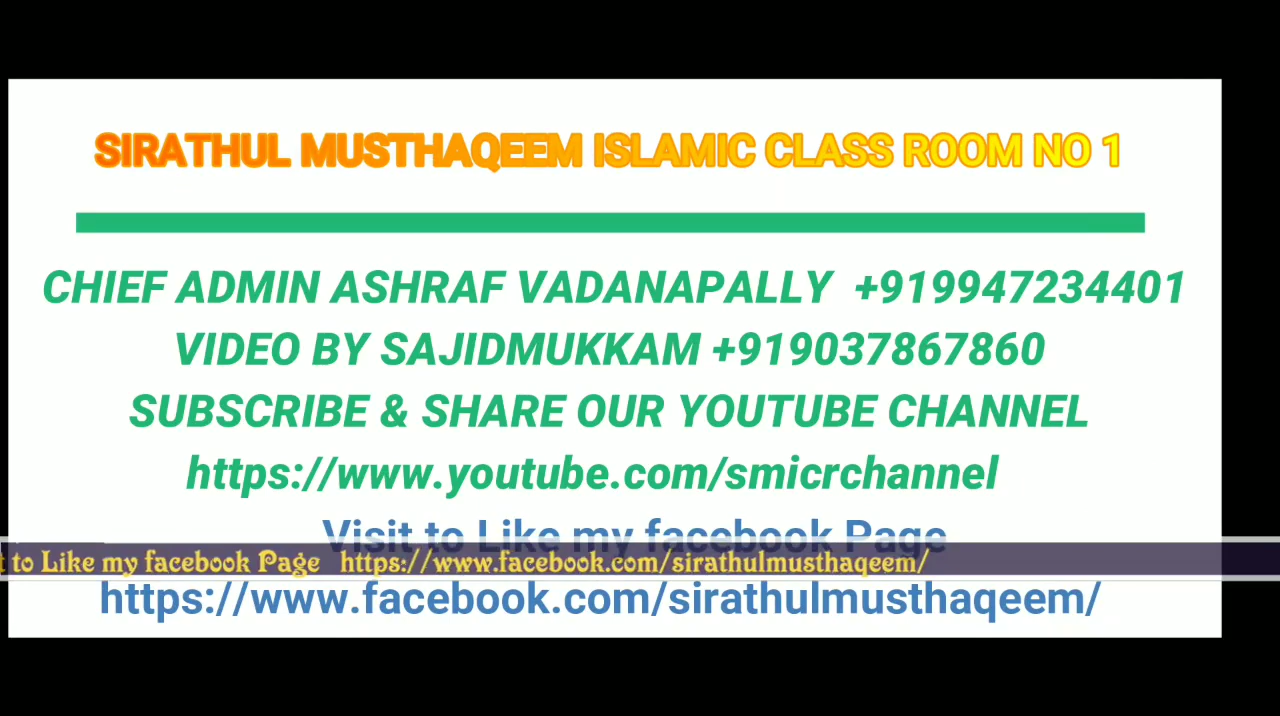 SIRATHUL MUSTHAQEEM ISLAMIC CLASS ROOM NO 1
CHIEF ADMIN ASHRAF VADANAPALLY +919947234401
VIDEO BY SAJIDMUKKAM +919037867860
SUBSCRIBE & SHARE OUR YOUTUBE CHANNEL
https://www.youtube.com/smicrchannel
Visit to Like my facebook Page
to Like my facebook Page https://www.facebook.com/sirathulmusthaqeem/
https://www.facebook.com/sirathulmusthaqeem/